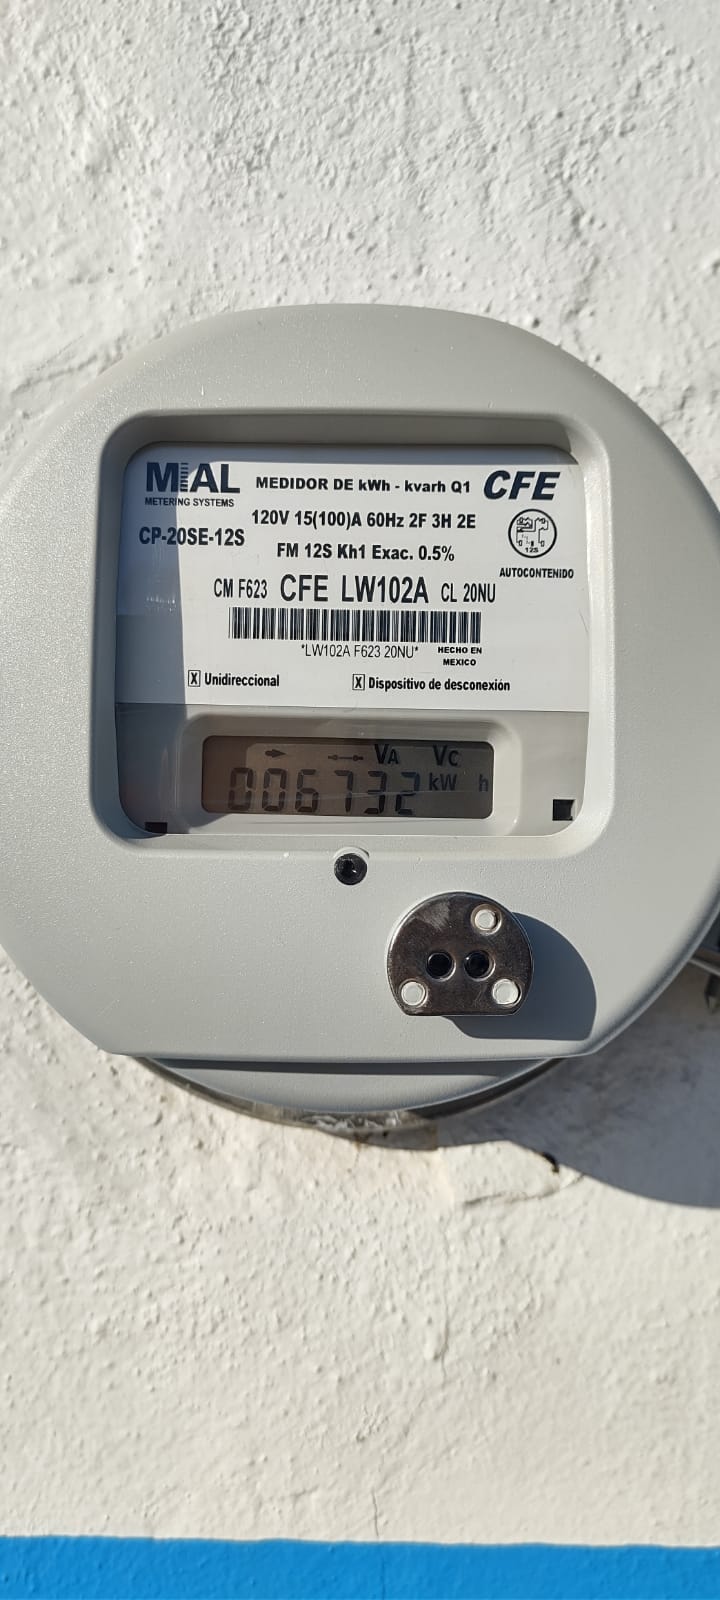 MIAL
METERING SYSTEMS
MEDIDOR DE kWh - kvarh Q1
CFE
120V 15(100)A 60Hz 2F 3H 2E
CP-20SE-12S
FM 12S Kh1 Exac. 0.5%
12S
AUTOCONTENIDO
CM F623 CFE LW102A CL 20NU
*LW102A F623 20NU*
HECHO EN
MEXICO
X Unidireccional
X Dispositivo de desconexión
VA VC
006732 kW h